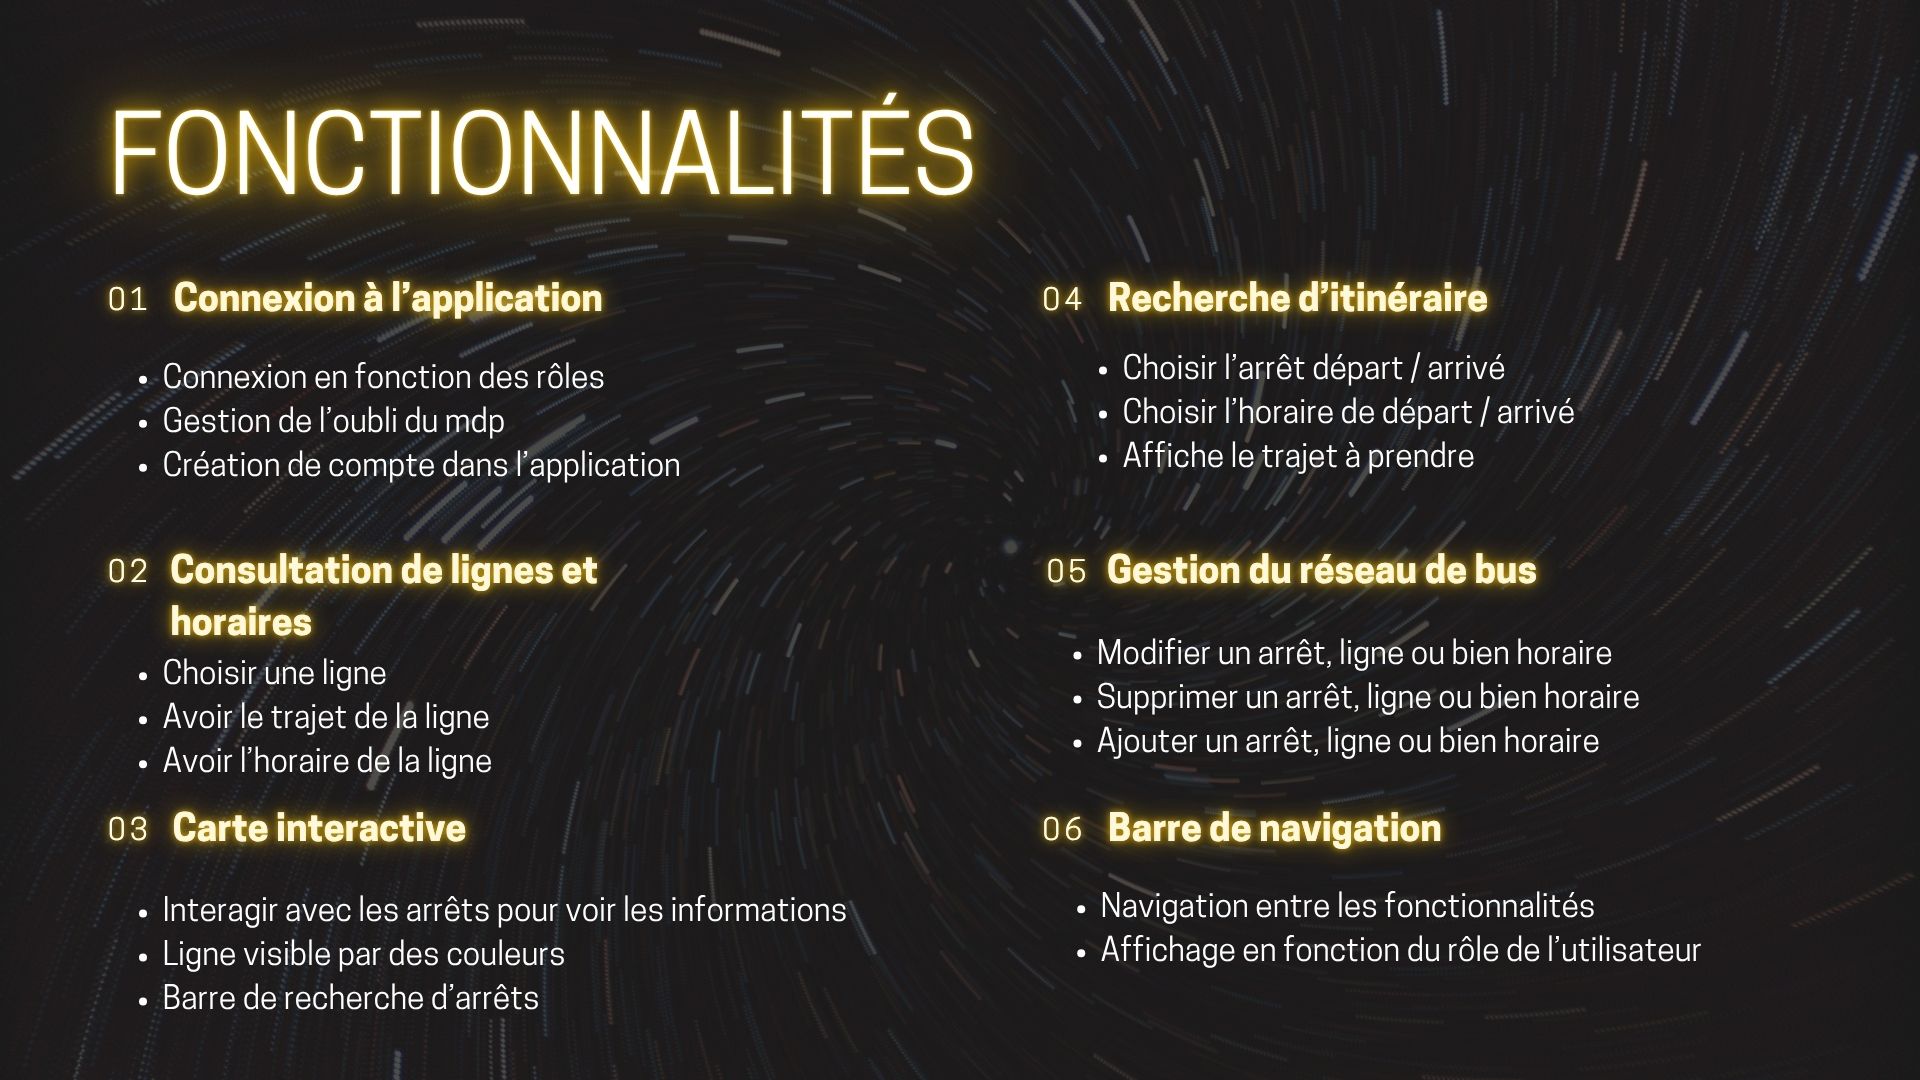 FONCTIONNALITÉS
01 Connexion à l’application
• Connexion en fonction des rôles
• Gestion de l’oubli du mdp
• Création de compte dans l’application
02 Consultation de lignes et
horaires
• Choisir une ligne
• Avoir le trajet de la ligne
• Avoir l’horaire de la ligne
03 Carte interactive
• Interagir avec les arrêts pour voir les informations
• Ligne visible par des couleurs
• Barre de recherche d’arrêts
04 Recherche d’itinéraire
• Choisir l’arrêt départ / arrivé
• Choisir l’horaire de départ / arrivé
• Affiche le trajet à prendre
05 Gestion du réseau de bus
• Modifier un arrêt, ligne ou bien horaire
• Supprimer un arrêt, ligne ou bien horaire
• Ajouter un arrêt, ligne ou bien horaire
06 Barre de navigation
• Navigation entre les fonctionnalités
• Affichage en fonction du rôle de l’utilisateur